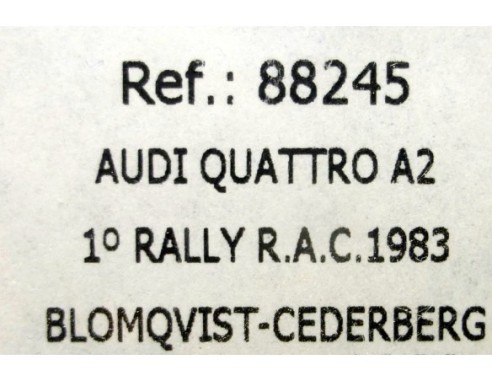 Ref.: 88245
AUDI QUATTRO A2
1º RALLY R.A.C.1983
BLOMQVIST-CEDERBERG